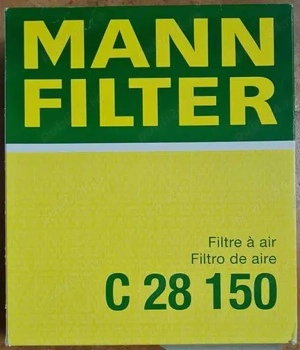 MANN
FILTER
Filtre à air
Filtro de aire
C 28 150